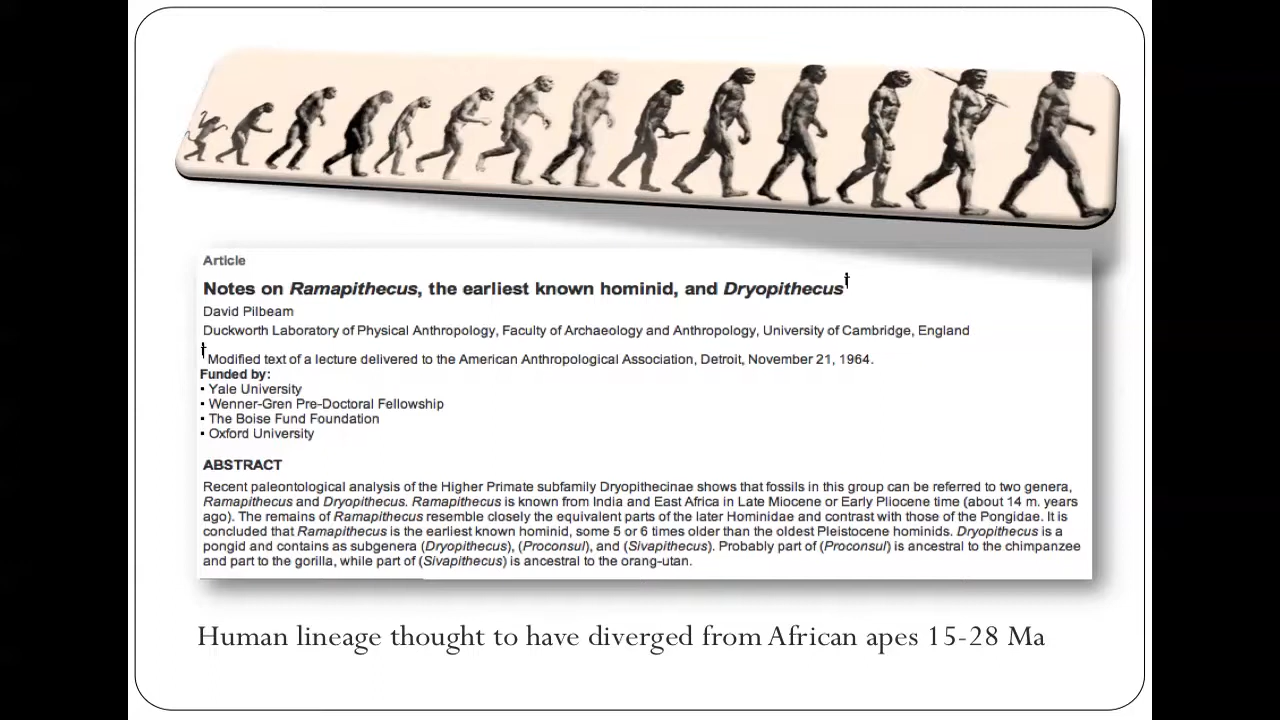 Article
Notes on Ramapithecus, the earliest known hominid, and Dryopithecus†
David Pilbeam
Duckworth Laboratory of Physical Anthropology, Faculty of Archaeology and Anthropology, University of Cambridge, England
† Modified text of a lecture delivered to the American Anthropological Association, Detroit, November 21, 1964.
Funded by:
▪ Yale University
▪ Wenner-Gren Pre-Doctoral Fellowship
▪ The Boise Fund Foundation
▪ Oxford University
ABSTRACT
Recent paleontological analysis of the Higher Primate subfamily Dryopithecinae shows that fossils in this group can be referred to two genera,
Ramapithecus and Dryopithecus. Ramapithecus is known from India and East Africa in Late Miocene or Early Pliocene time (about 14 m. years
ago). The remains of Ramapithecus resemble closely the equivalent parts of the later Hominidae and contrast with those of the Pongidae. It is
concluded that Ramapithecus is the earliest known hominid, some 5 or 6 times older than the oldest Pleistocene hominids. Dryopithecus is a
pongid and contains as subgenera (Dryopithecus), (Proconsul), and (Sivapithecus). Probably part of (Proconsul) is ancestral to the chimpanzee
and part to the gorilla, while part of (Sivapithecus) is ancestral to the orang-utan.
Human lineage thought to have diverged from African apes 15-28 Ma